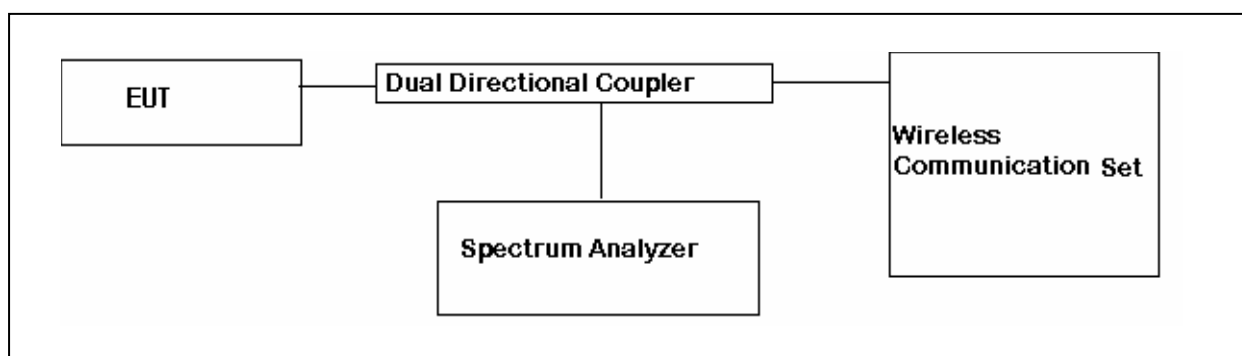 EUT
Dual Directional Coupler
Wireless
Communication Set
Spectrum Analyzer